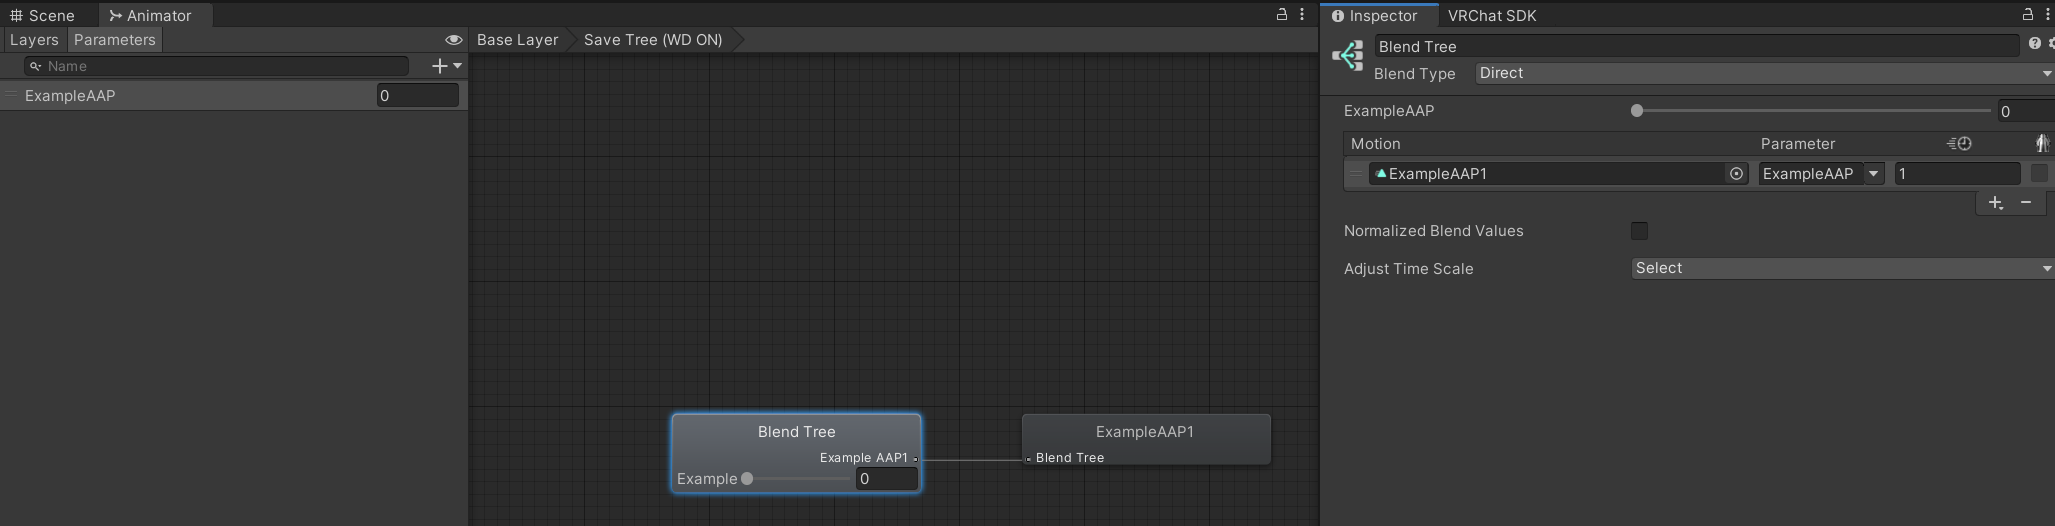 Scene
Animator
Layers
Parameters
Name
ExampleAAP
0
Base Layer
Save Tree (WD ON)
Blend Tree
Example AAP1
Example
0
ExampleAAP1
Blend Tree
Inspector
VRChat SDK
Blend Tree
Blend Type
Direct
ExampleAAP
0
Motion
Parameter
ExampleAAP1
ExampleAAP
1
Normalized Blend Values
Adjust Time Scale
Select